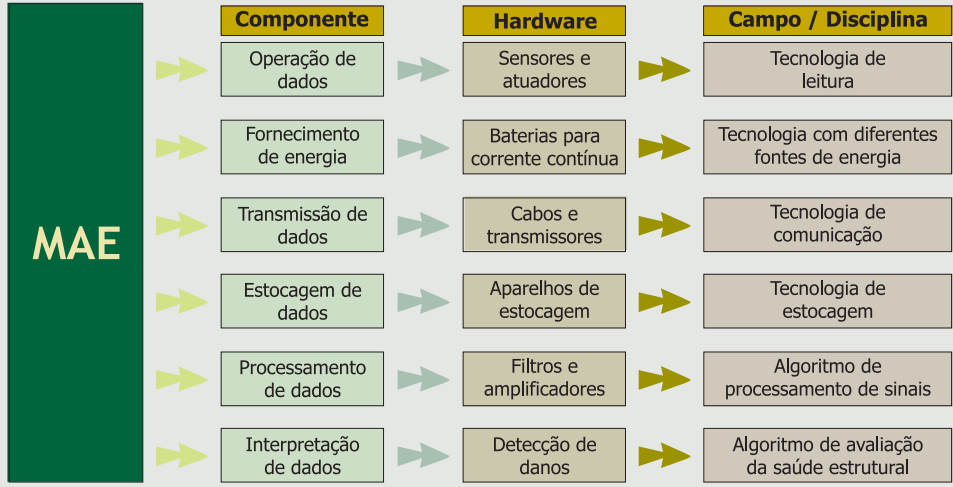 Componente
Hardware
Campo / Disciplina
MAE
Operação de
dados
Sensores e
atuadores
Tecnologia de
leitura
Fornecimento
de energia
Baterias para
corrente contínua
Tecnologia com diferentes
fontes de energia
Transmissão de
dados
Cabos e
transmissores
Tecnologia de
comunicação
Estocagem de
dados
Aparelhos de
estocagem
Tecnologia de
estocagem
Processamento
de dados
Filtros e
amplificadores
Algoritmo de
processamento de sinais
Interpretação
de dados
Detecção de
danos
Algoritmo de avaliação
da saúde estrutural